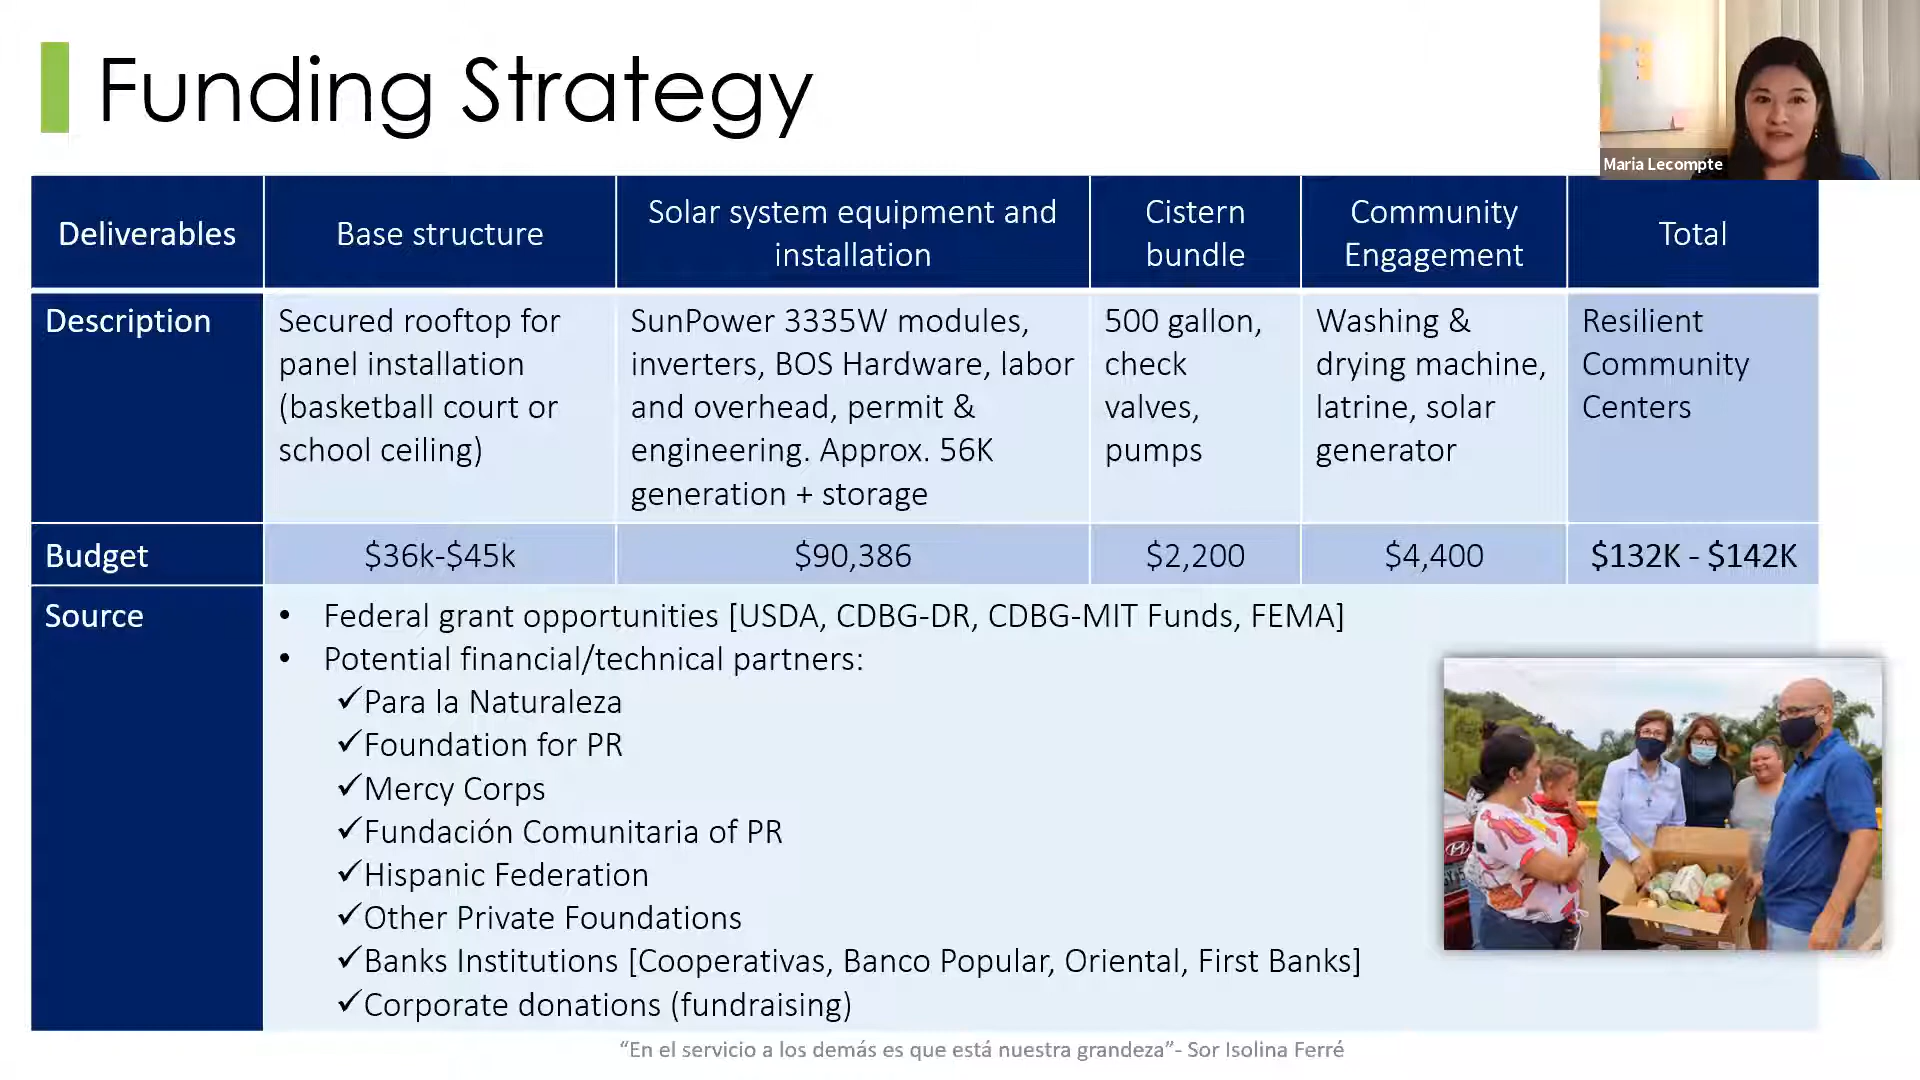 Funding Strategy
Maria Lecompte
Deliverables
Base structure
Solar system equipment and
installation
Cistern
bundle
Community
Engagement
Total
Description
Secured rooftop for
panel installation
(basketball court or
school ceiling)
SunPower 3335W modules,
inverters, BOS Hardware, labor
and overhead, permit &
engineering. Approx. 56K
generation + storage
500 gallon,
check
valves,
pumps
Washing &
drying machine,
latrine, solar
generator
Resilient
Community
Centers
Budget
$36k-$45k
$90,386
$2,200
$4,400
$132K - $142K
Source
• Federal grant opportunities [USDA, CDBG-DR, CDBG-MIT Funds, FEMA]
• Potential financial/technical partners:
✓Para la Naturaleza
✓Foundation for PR
✓Mercy Corps
✓Fundación Comunitaria of PR
✓Hispanic Federation
✓Other Private Foundations
✓Banks Institutions [Cooperativas, Banco Popular, Oriental, First Banks]
✓Corporate donations (fundraising)
“En el servicio a los demás es que está nuestra grandeza”- Sor Isolina Ferré